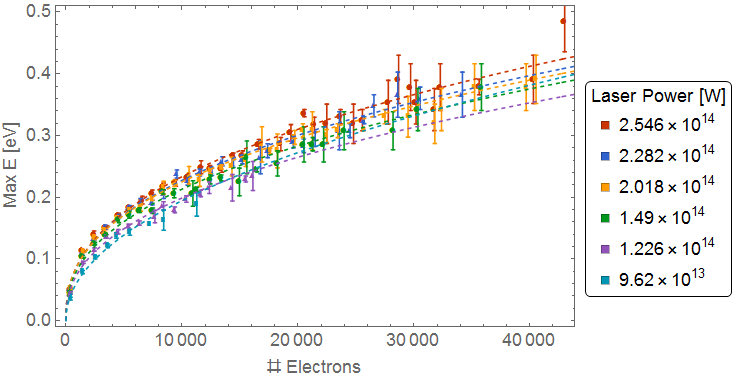 0.5
0.4
0.3
0.2
0.1
0.0
Max E [eV]
0
10 000
20 000
30 000
40 000
# Electrons
Laser Power [W]
2.546 × 10¹⁴
2.282 × 10¹⁴
2.018 × 10¹⁴
1.49 × 10¹⁴
1.226 × 10¹⁴
9.62 × 10¹³